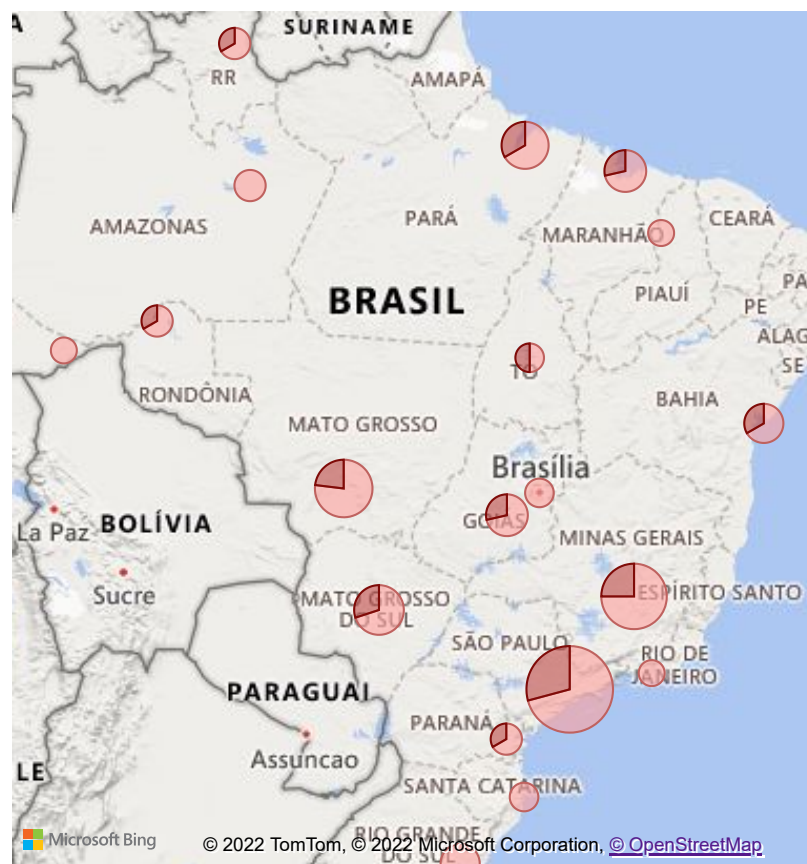 A
SURINAME
RR
AMAPÁ
AMAZONAS
PARÁ
MARANHÃO
CEARÁ
BRASIL
PIAUÍ
PA
PE
ALAG
SE
TO
RONDÔNIA
MATO GROSSO
BAHIA
Brasília
GOIÁS
La Paz
BOLÍVIA
MINAS GERAIS
Sucre
MATO GROSSO
DO SUL
ESPÍRITO SANTO
SÃO PAULO
RIO DE
JANEIRO
PARAGUAI
PARANÁ
Assuncao
LE
SANTA CATARINA
RIO GRANDE
DO SUL
Microsoft Bing
© 2022 TomTom, © 2022 Microsoft Corporation, © OpenStreetMap